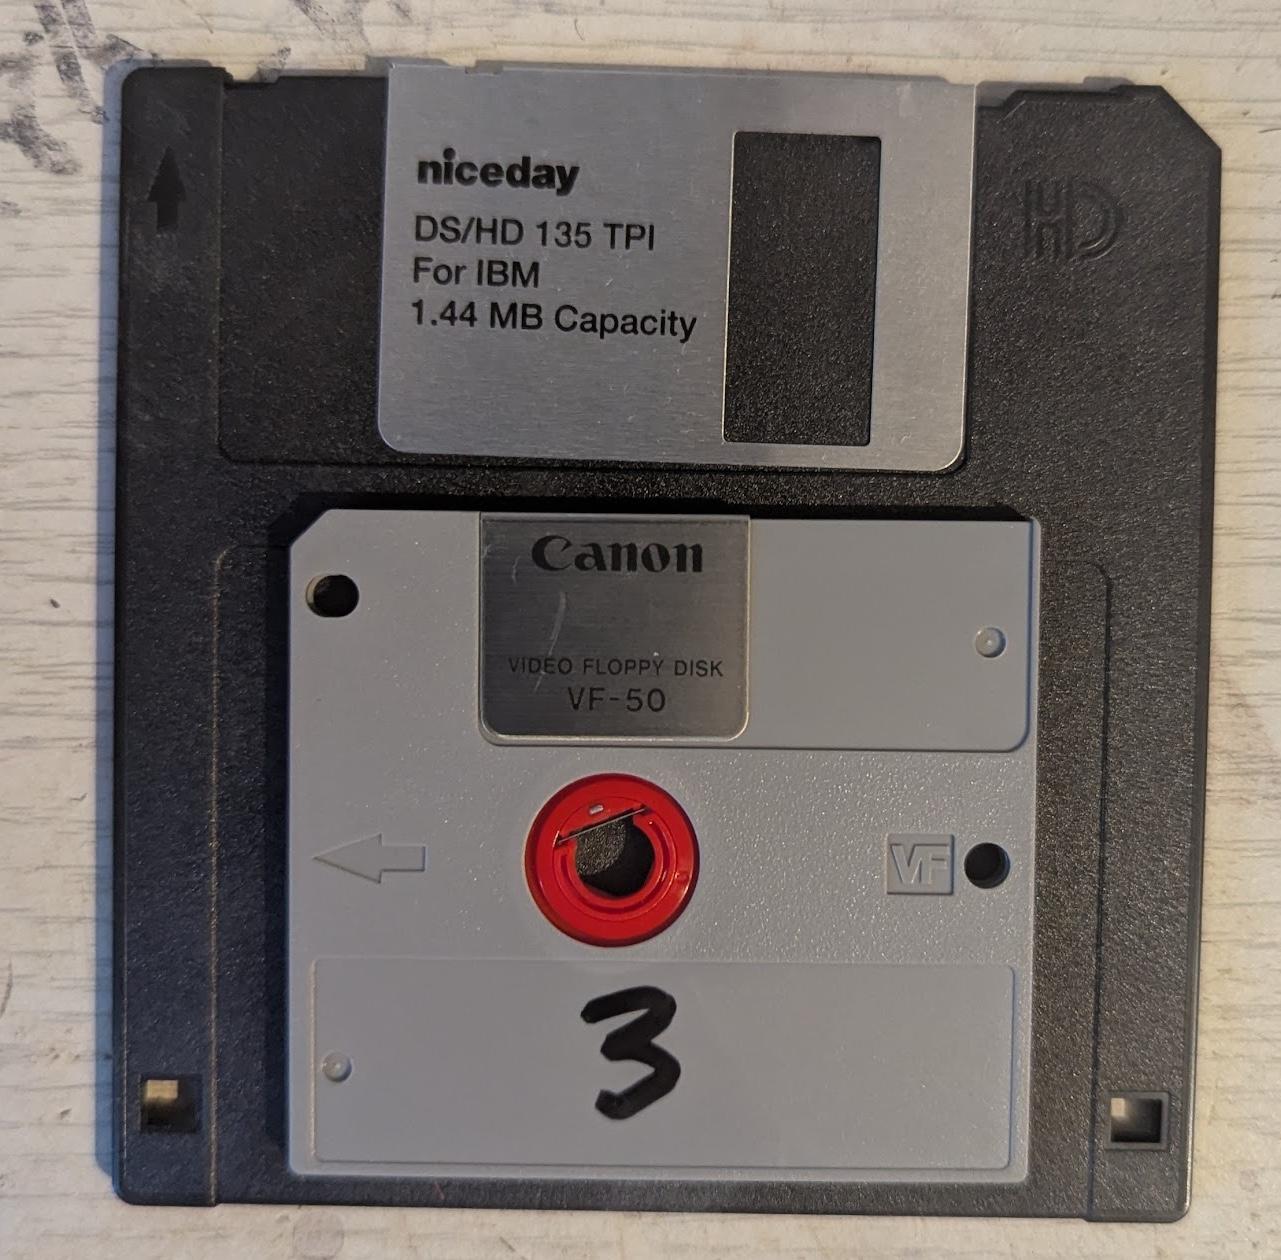 niceday
DS/HD 135 TPI
For IBM
1.44 MB Capacity
HD
Canon
VIDEO FLOPPY DISK
VF-50
VF
3